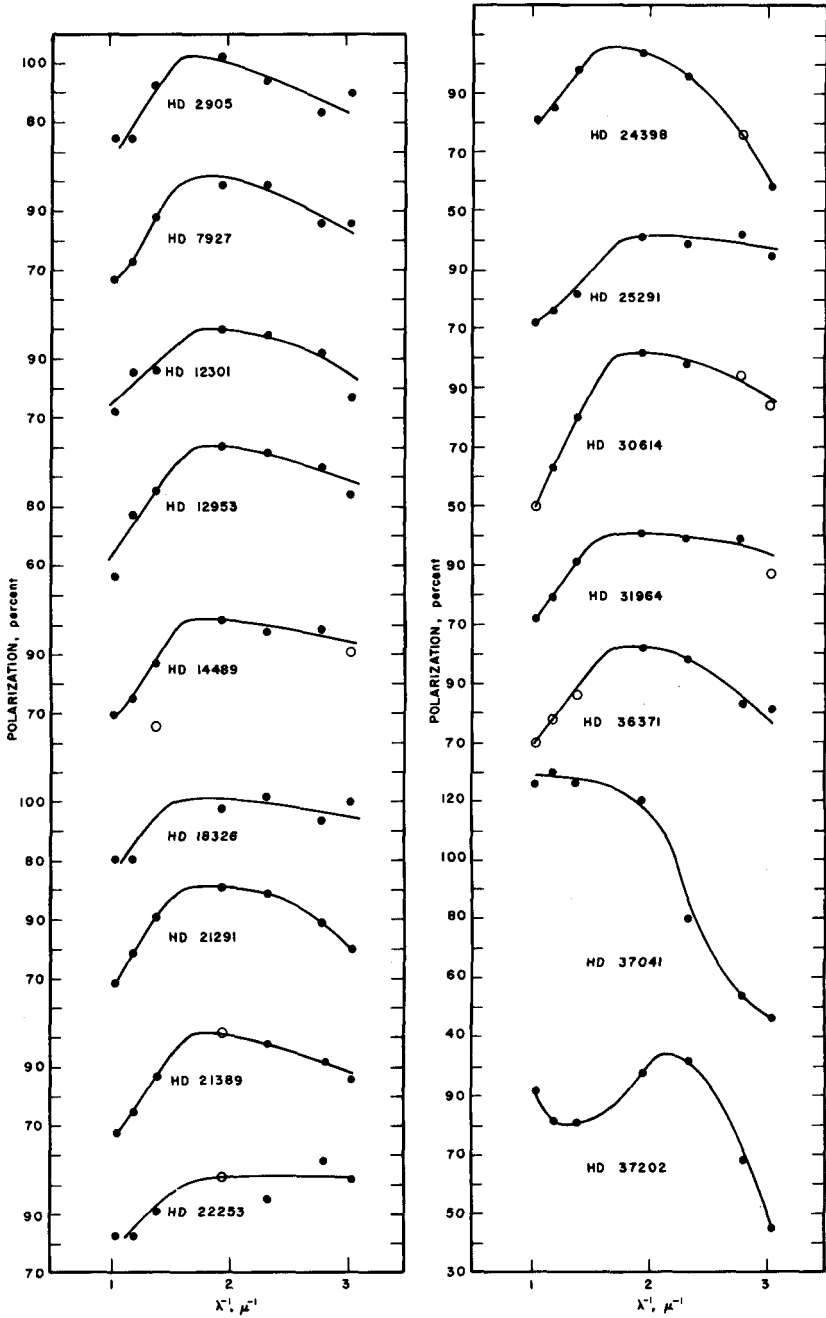 POLARIZATION, percent
100
HD 2905
80
90
HD 7927
70
90
HD 12301
70
80
HD 12953
60
90
HD 14489
70
100
HD 18326
80
90
HD 21291
70
90
HD 21389
70
90
HD 22253
70
1 2 3
λ⁻¹, μ⁻¹
POLARIZATION, percent
90
HD 24398
70
50
90
HD 25291
70
90
HD 30614
70
50
90
HD 31964
70
90
HD 36371
70
120
100
80
HD 37041
60
40
90
70
HD 37202
50
30
1 2 3
λ⁻¹, μ⁻¹